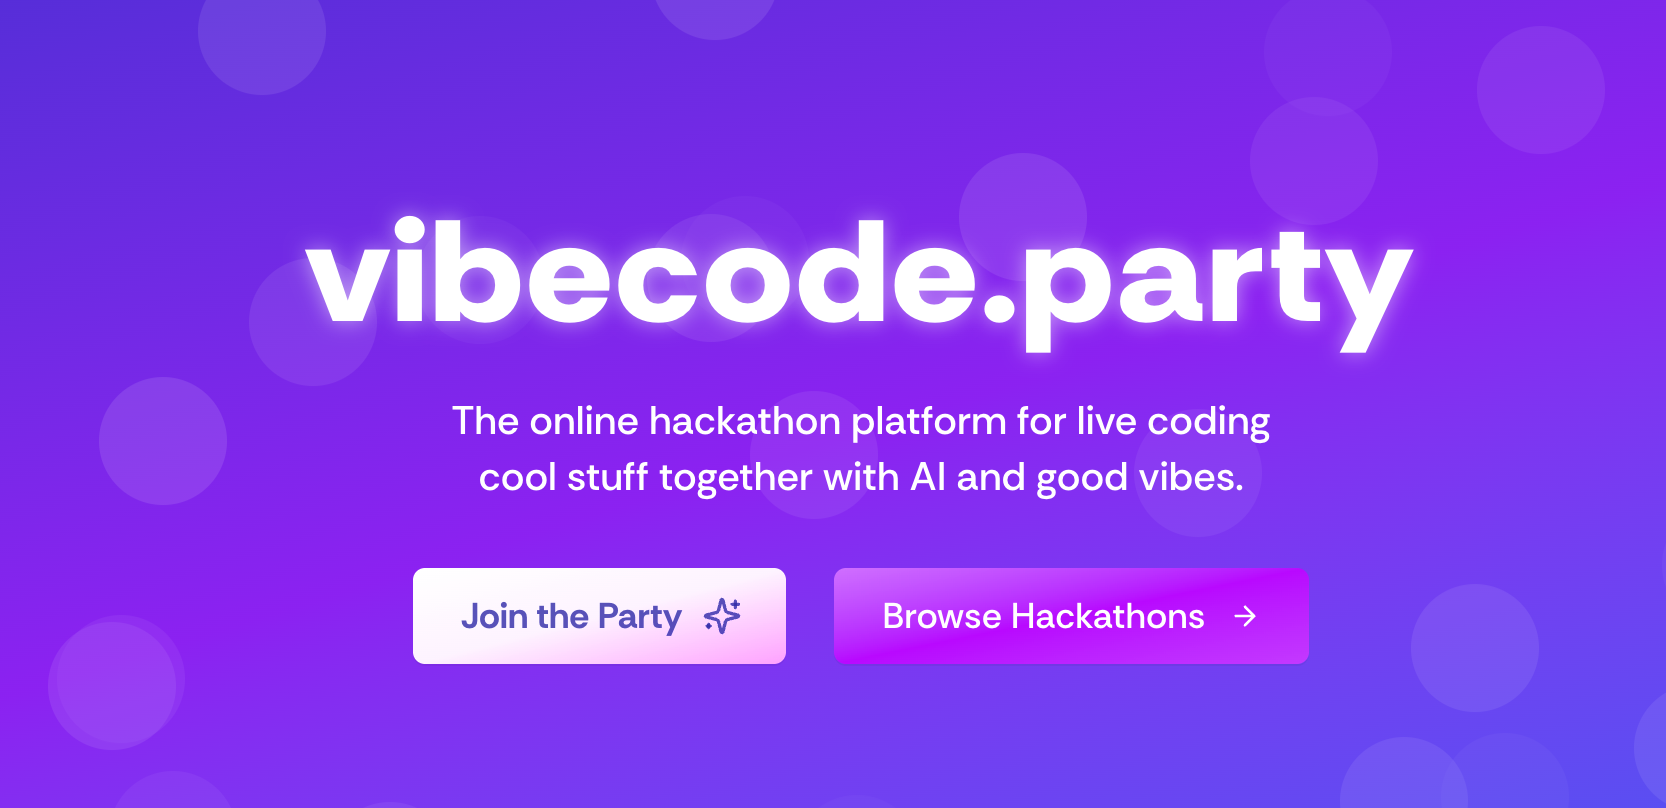 vibecode.party
The online hackathon platform for live coding
cool stuff together with AI and good vibes.
Join the Party
Browse Hackathons